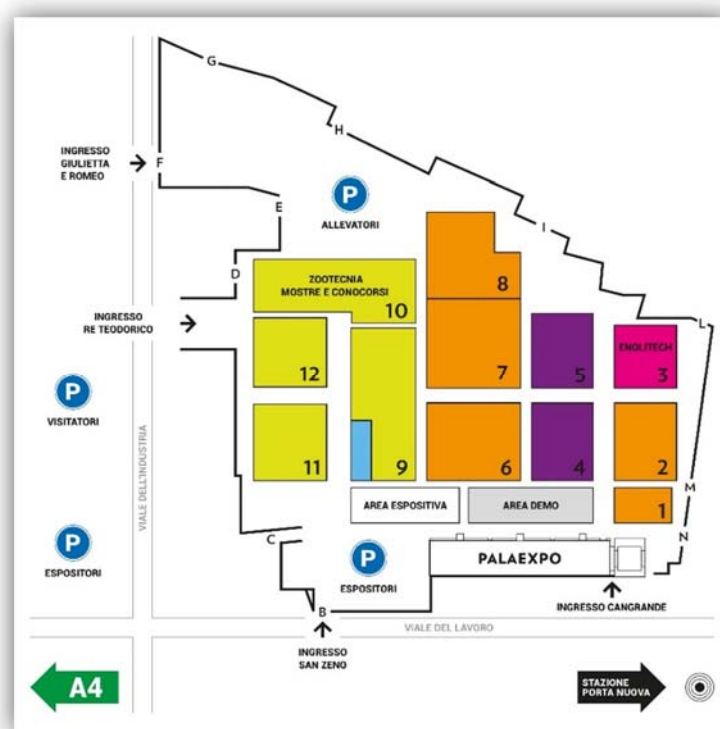 G
H
INGRESSO
GIULIETTA
E ROMEO
F
P
ALLEVATORI
E
I
D
ZOOTECNIA
MOSTRE E CONOCORSI
10
8
INGRESSO
RE TEODORICO
L
ENOLITECH
12
7
5
3
P
VISITATORI
VIALE DELL'INDUSTRIA
11
9
6
4
2
M
AREA ESPOSITIVA
AREA DEMO
1
C
N
P
ESPOSITORI
P
ESPOSITORI
PALAEXPO
INGRESSO CANGRANDE
B
VIALE DEL LAVORO
INGRESSO
SAN ZENO
A4
STAZIONE
PORTA NUOVA